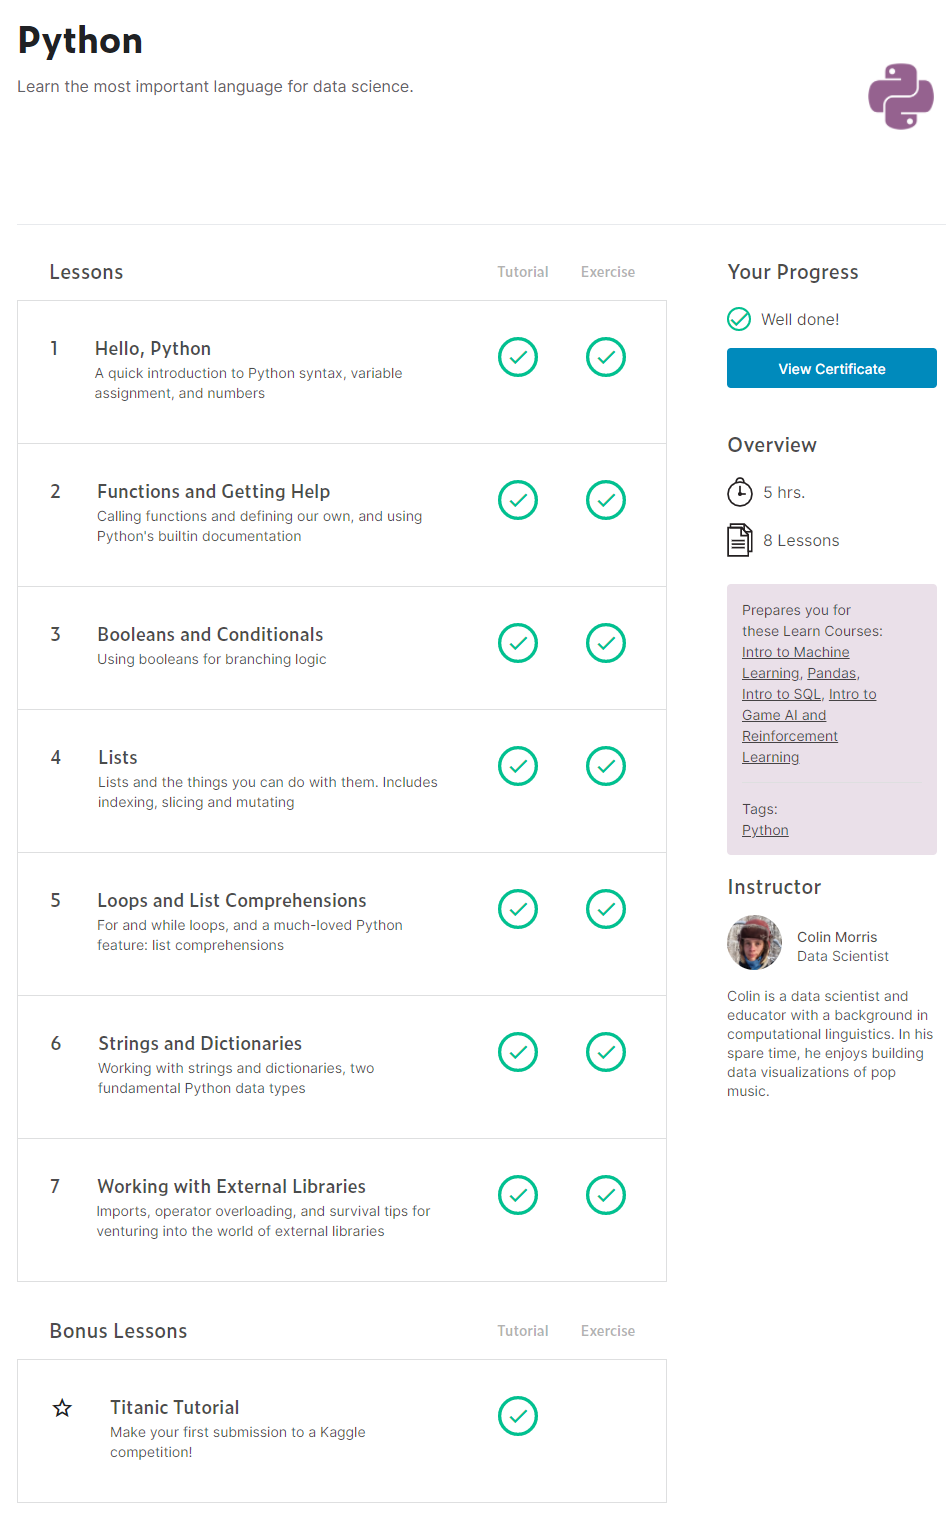 Python
Learn the most important language for data science.
Lessons
Tutorial
Exercise
1
Hello, Python
A quick introduction to Python syntax, variable
assignment, and numbers
2
Functions and Getting Help
Calling functions and defining our own, and using
Python's builtin documentation
3
Booleans and Conditionals
Using booleans for branching logic
4
Lists
Lists and the things you can do with them. Includes
indexing, slicing and mutating
5
Loops and List Comprehensions
For and while loops, and a much-loved Python
feature: list comprehensions
6
Strings and Dictionaries
Working with strings and dictionaries, two
fundamental Python data types
7
Working with External Libraries
Imports, operator overloading, and survival tips for
venturing into the world of external libraries
Bonus Lessons
Tutorial
Exercise
Titanic Tutorial
Make your first submission to a Kaggle
competition!
Your Progress
Well done!
View Certificate
Overview
5 hrs.
8 Lessons
Prepares you for
these Learn Courses:
Intro to Machine
Learning, Pandas,
Intro to SQL, Intro to
Game AI and
Reinforcement
Learning
Tags:
Python
Instructor
Colin Morris
Data Scientist
Colin is a data scientist and
educator with a background in
computational linguistics. In his
spare time, he enjoys building
data visualizations of pop
music.